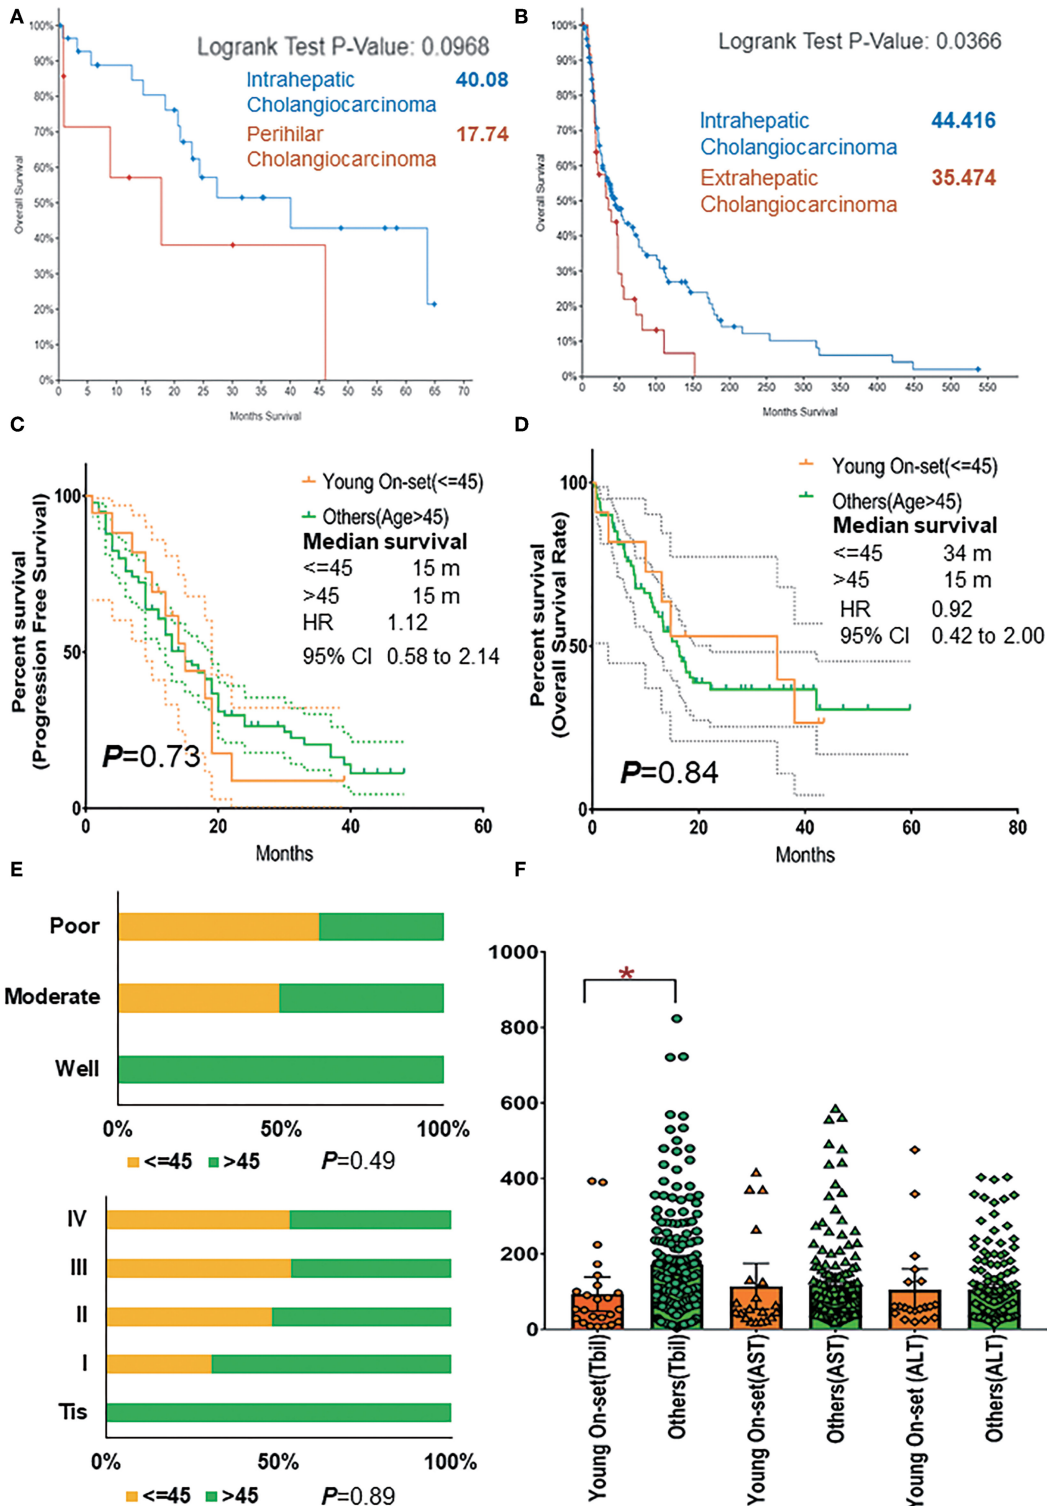 A
Logrank Test P-Value: 0.0968
Intrahepatic Cholangiocarcinoma 40.08
Perihilar Cholangiocarcinoma 17.74
Overall Survival
100%
90%
80%
70%
60%
50%
40%
30%
20%
10%
0%
0 5 10 15 20 25 30 35 40 45 50 55 60 65 70
Months Survival
B
Logrank Test P-Value: 0.0366
Intrahepatic Cholangiocarcinoma 44.416
Extrahepatic Cholangiocarcinoma 35.474
Overall Survival
100%
90%
80%
70%
60%
50%
40%
30%
20%
10%
0%
0 50 100 150 200 250 300 350 400 450 500 550
Months Survival
C
Percent survival
(Progression Free Survival)
Young On-set(<=45)
Others(Age>45)
Median survival
<=45 15 m
>45 15 m
HR 1.12
95% CI 0.58 to 2.14
P=0.73
100
50
0
0 20 40 60
Months
D
Percent survival
(Overall Survival Rate)
Young On-set(<=45)
Others(Age>45)
Median survival
<=45 34 m
>45 15 m
HR 0.92
95% CI 0.42 to 2.00
P=0.84
100
50
0
0 20 40 60 80
Months
E
Poor
Moderate
Well
0% 50% 100%
<=45 >45 P=0.49
IV
III
II
I
Tis
0% 50% 100%
<=45 >45 P=0.89
F
1000
800
600
400
200
0
*
Young On-set(Tbil)
Others(Tbil)
Young On-set(AST)
Others(AST)
Young On-set (ALT)
Others(ALT)